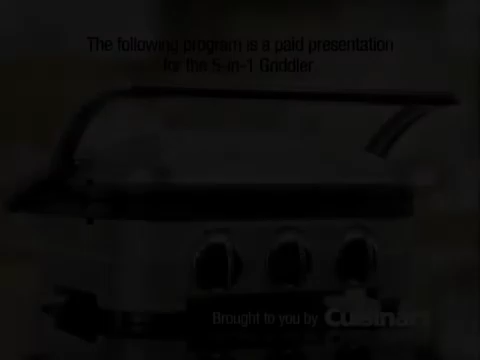 The following program is a paid presentation
for the 5-in-1 Griddler.
Brought to you by Cuisinart